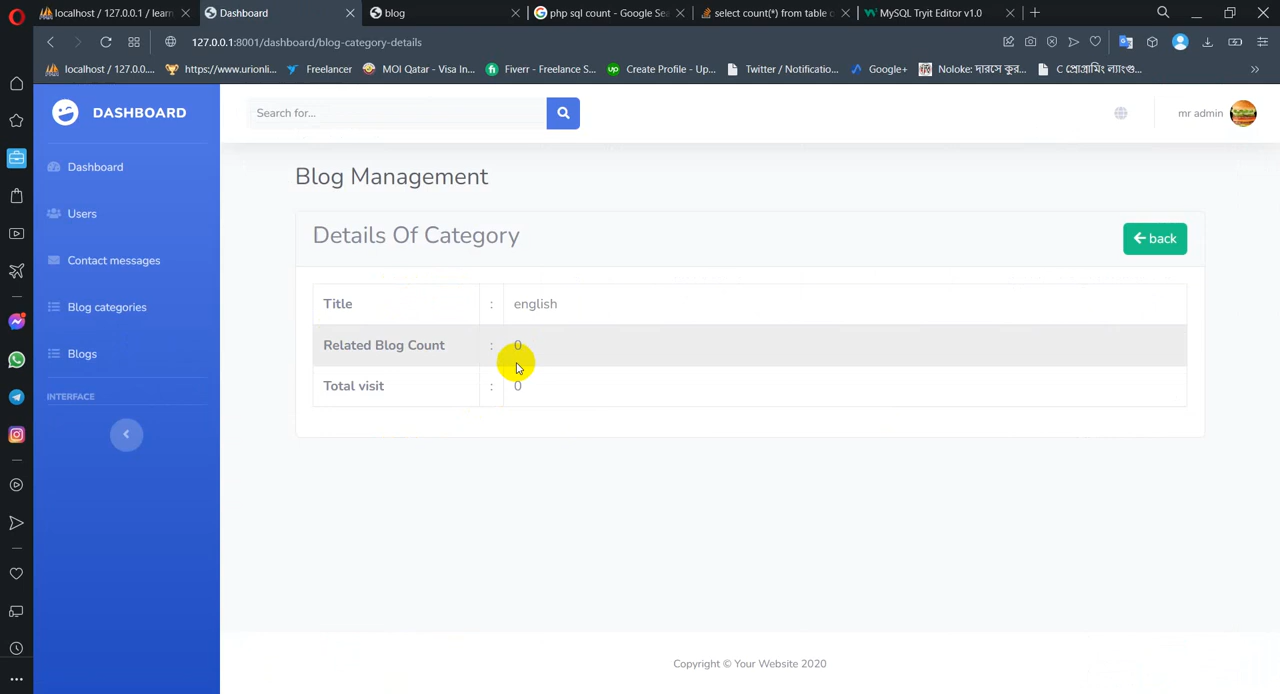 localhost / 127.0.0.1 / learn
Dashboard
blog
php sql count - Google Sea
select count(*) from table o
MySQL Tryit Editor v1.0
127.0.0.1:8001/dashboard/blog-category-details
localhost / 127.0.0....
https://www.urionli...
Freelancer
MOI Qatar - Visa In...
Fiverr - Freelance S...
Create Profile - Up...
Twitter / Notificatio...
Google+
Noloke: দারসে কুর...
C প্রোগ্রামিং ল্যাংগু...
DASHBOARD
Search for...
mr admin
Dashboard
Users
Contact messages
Blog categories
Blogs
INTERFACE
Blog Management
Details Of Category
back
Title : english
Related Blog Count : 0
Total visit : 0
Copyright © Your Website 2020